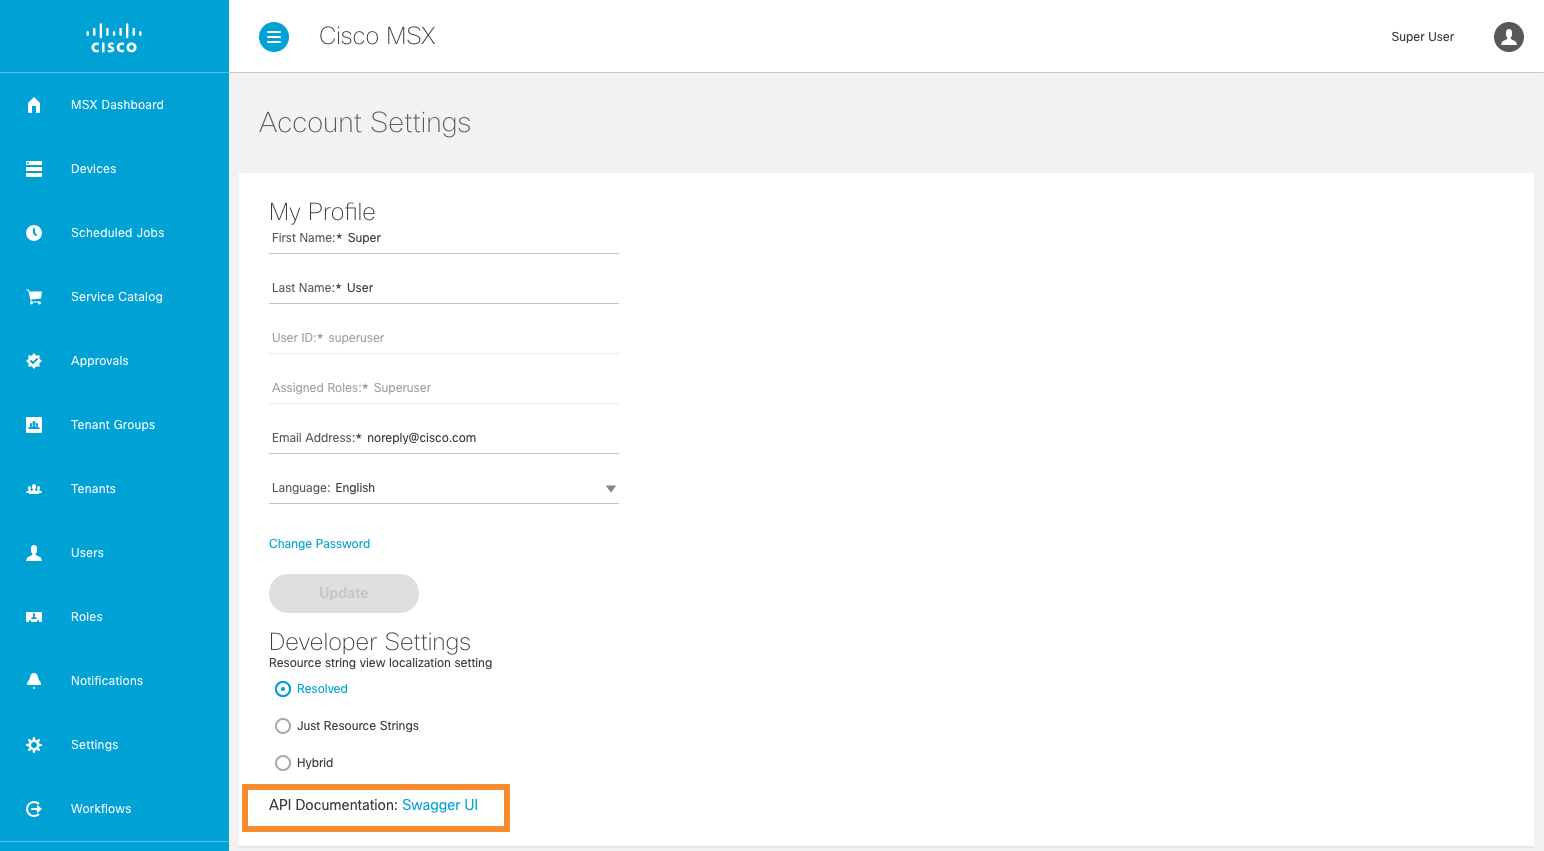 cisco
Cisco MSX
Super User
MSX Dashboard
Devices
Scheduled Jobs
Service Catalog
Approvals
Tenant Groups
Tenants
Users
Roles
Notifications
Settings
Workflows
Account Settings
My Profile
First Name:* Super
Last Name:* User
User ID:* superuser
Assigned Roles:* Superuser
Email Address:* noreply@cisco.com
Language: English
Change Password
Update
Developer Settings
Resource string view localization setting
Resolved
Just Resource Strings
Hybrid
API Documentation: Swagger UI